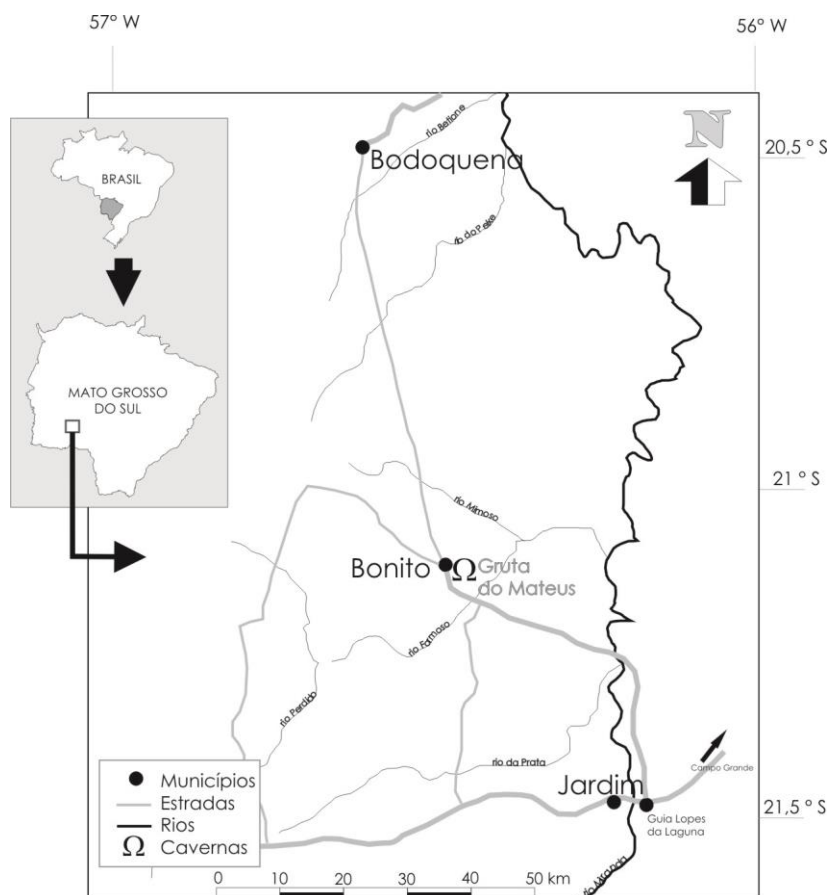 57° W
56° W
N
20,5 ° S
rio Betione
Bodoquena
BRASIL
rio do Peixe
MATO GROSSO
DO SUL
21 ° S
rio Mimoso
Bonito
Ω
Gruta
do Mateus
rio Formoso
rio Perdido
rio da Prata
Jardim
Campo Grande
Guia Lopes
da Laguna
21,5° S
Municípios
Estradas
Rios
Ω Cavernas
rio Miranda
0 10 20 30 40 50 km